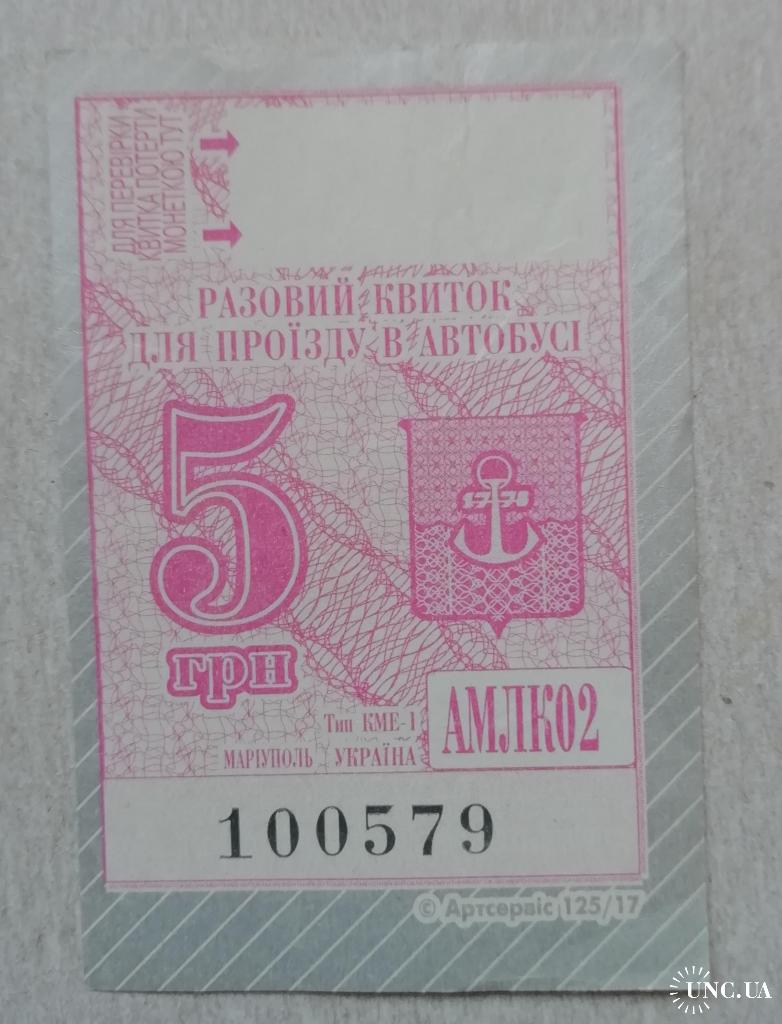 ДЛЯ ПЕРЕВІРКИ
КВИТКА ПОТЕРТИ
МОНЕТКОЮ ТУТ
РАЗОВИЙ КВИТОК
ДЛЯ ПРОЇЗДУ В АВТОБУСІ
5
1778
грн
Тип КМЕ-1
МАРІУПОЛЬ УКРАЇНА
АМЛК02
100579
© Артсервіс 125/17
UNC.UA